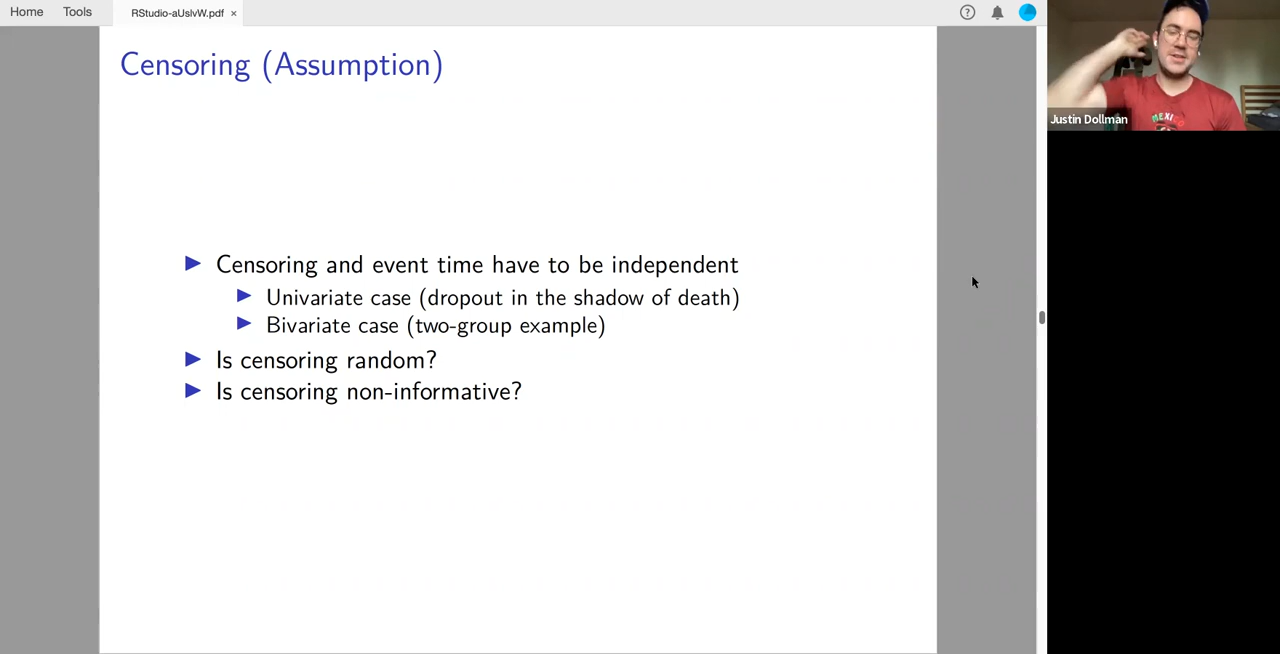 Home Tools RStudio-aUslvW.pdf ×
Censoring (Assumption)
Censoring and event time have to be independent
Univariate case (dropout in the shadow of death)
Bivariate case (two-group example)
Is censoring random?
Is censoring non-informative?
MEXICO
Justin Dollman